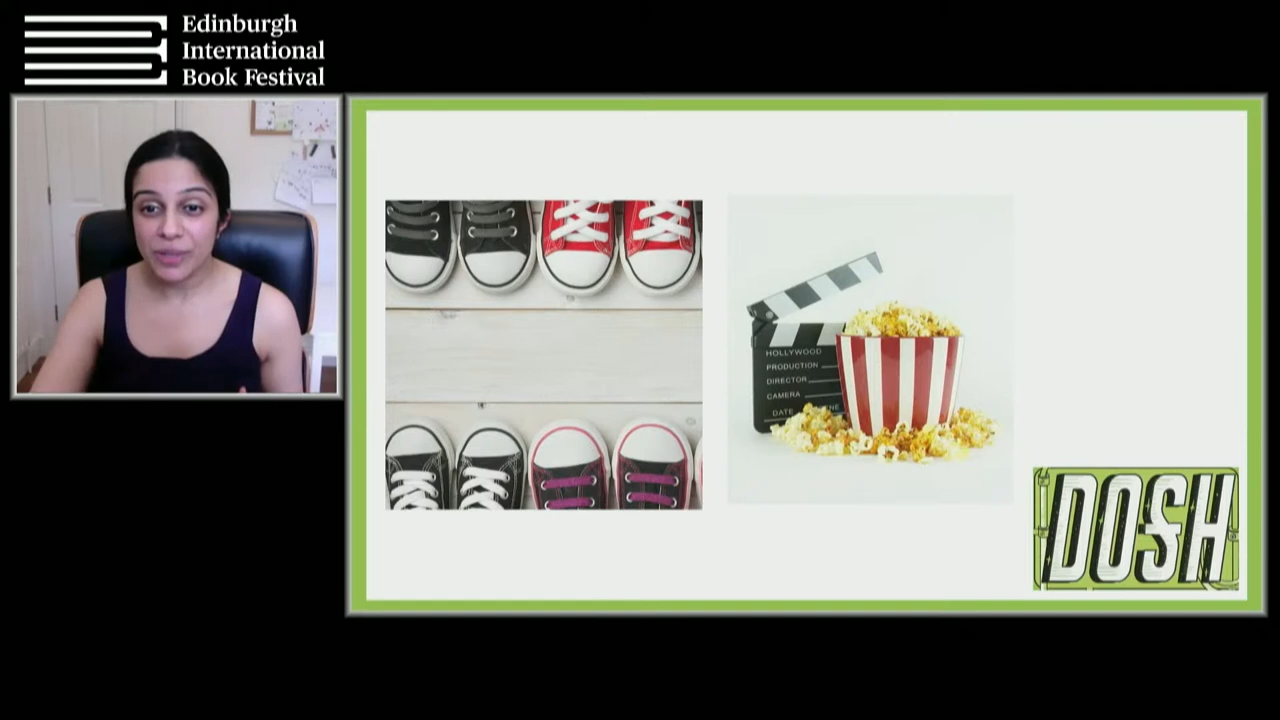 Edinburgh
International
Book Festival
HOLLYWOOD
PRODUCTION
DIRECTOR
CAMERA
DATE
DOSH